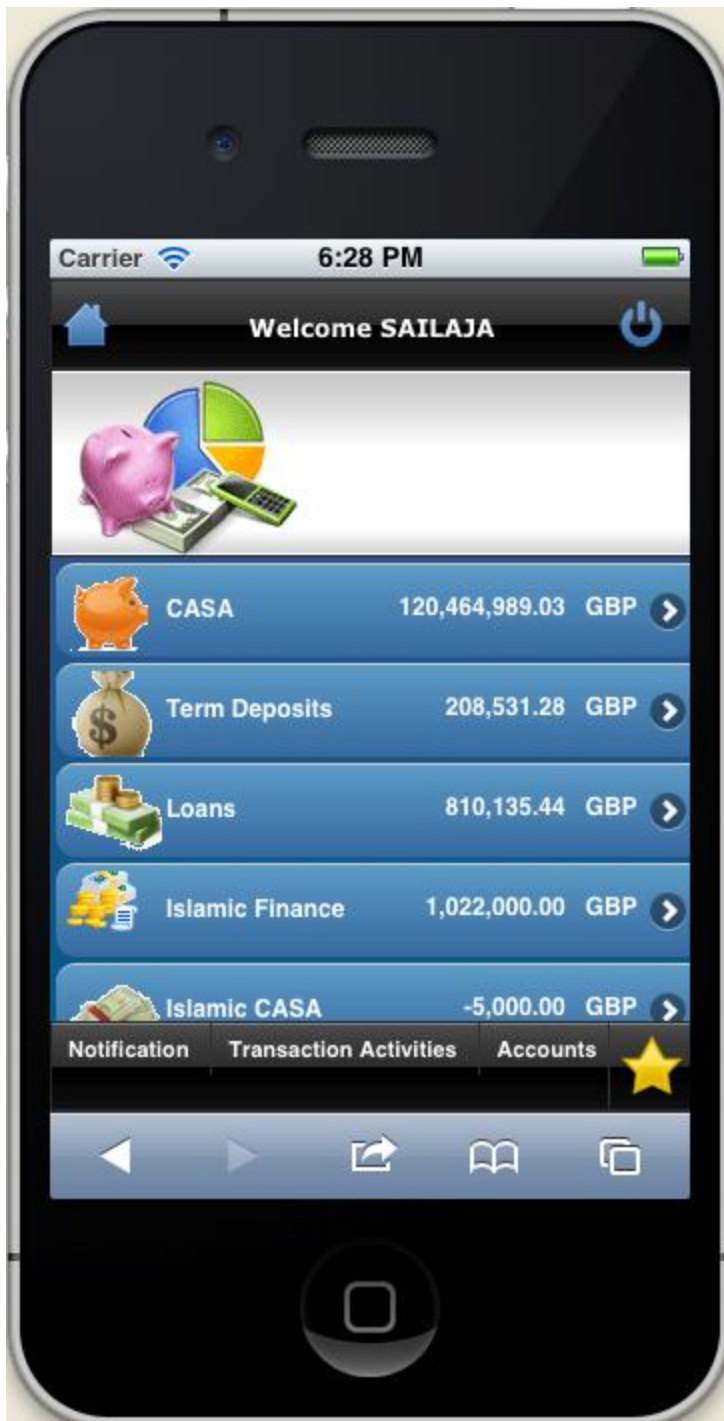 Carrier 6:28 PM
Welcome SAILAJA
CASA 120,464,989.03 GBP
$ Term Deposits 208,531.28 GBP
Loans 810,135.44 GBP
Islamic Finance 1,022,000.00 GBP
Islamic CASA -5,000.00 GBP
Notification Transaction Activities Accounts